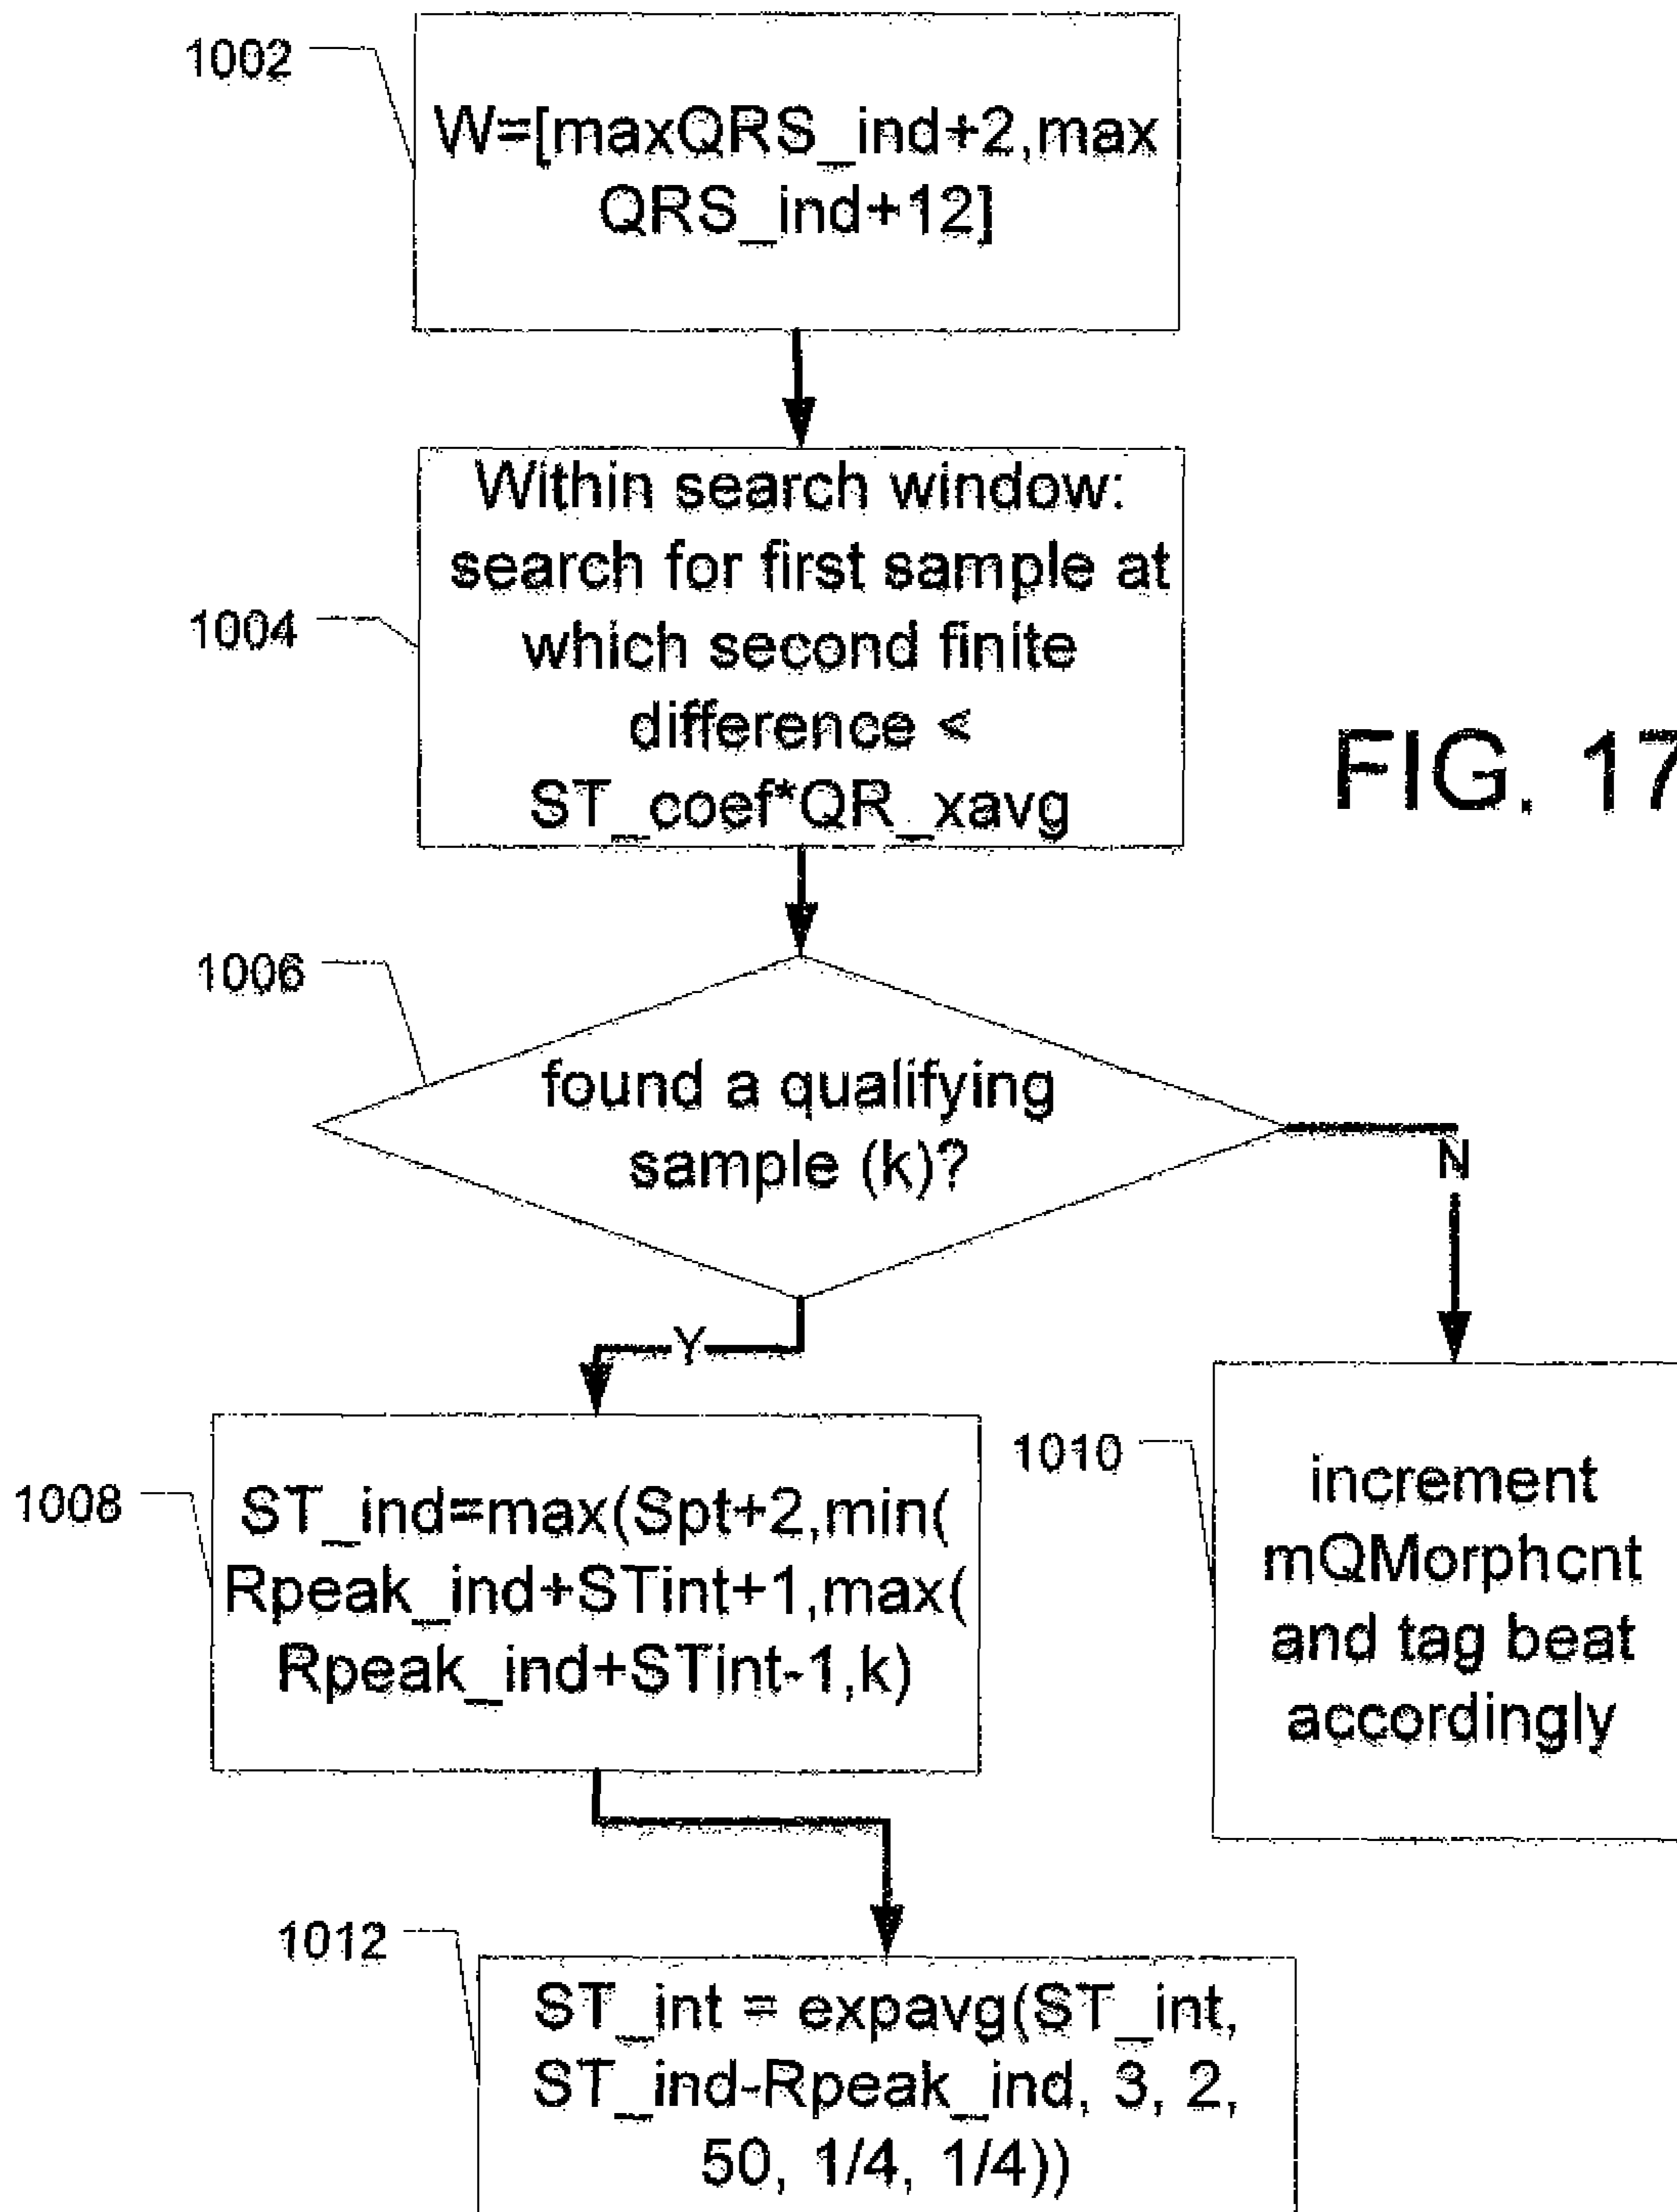 1002
W=[maxQRS_ind+2,max
QRS_ind+12]
1004
Within search window:
search for first sample at
which second finite
difference <
ST_coef*QR_xavg
FIG. 17
1006
found a qualifying
sample (k)?
N
Y
1008
ST_ind=max(Spt+2,min(
Rpeak_ind+STint+1,max(
Rpeak_ind+STint-1,k)
1010
increment
mQMorphcnt
and tag beat
accordingly
1012
ST_int = expavg(ST_int,
ST_ind-Rpeak_ind, 3, 2,
50, 1/4, 1/4))